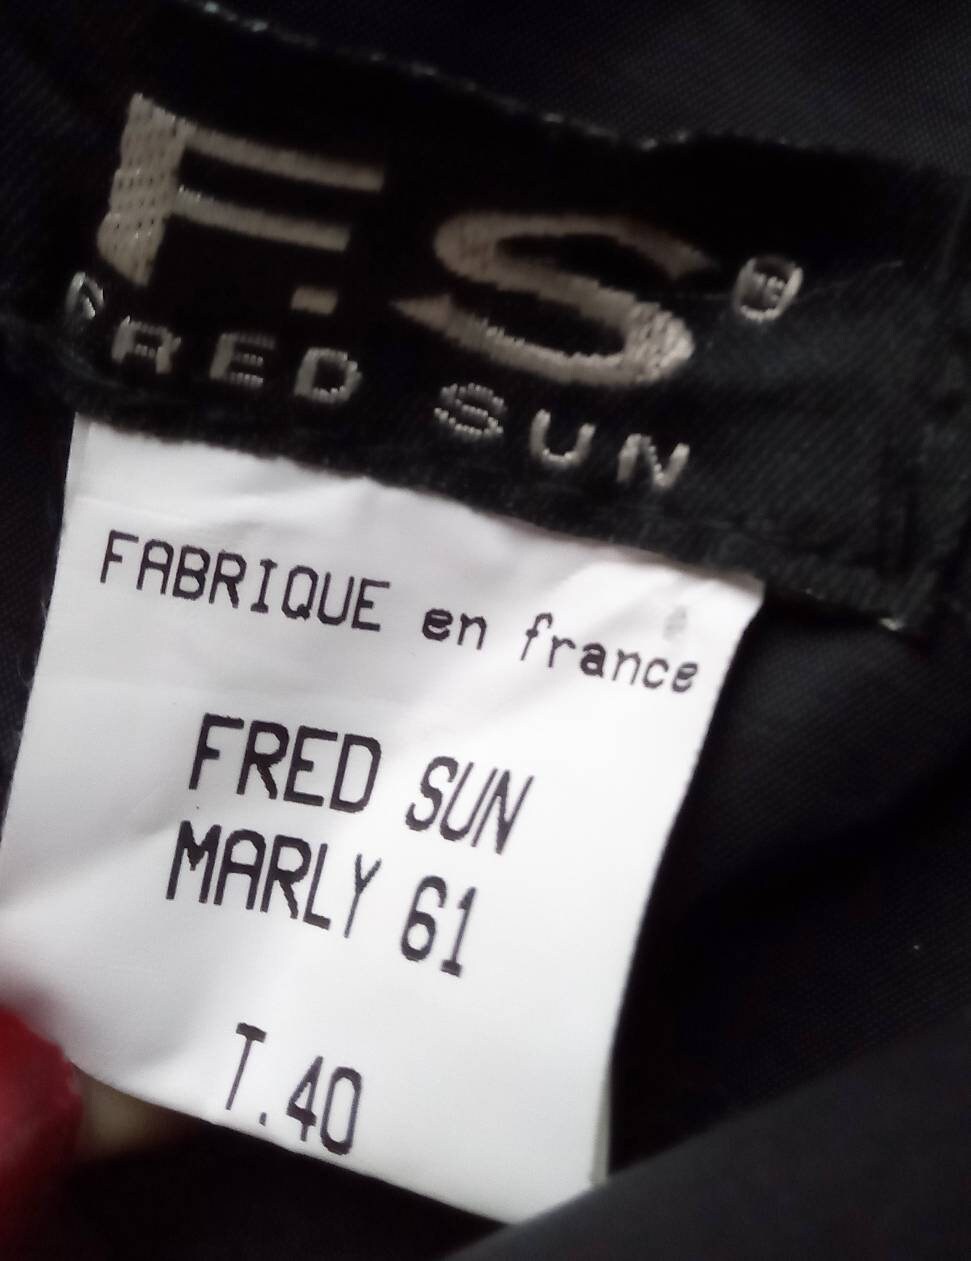 F.S®
FRED SUN
FABRIQUE en france
FRED SUN
MARLY 61
T.40